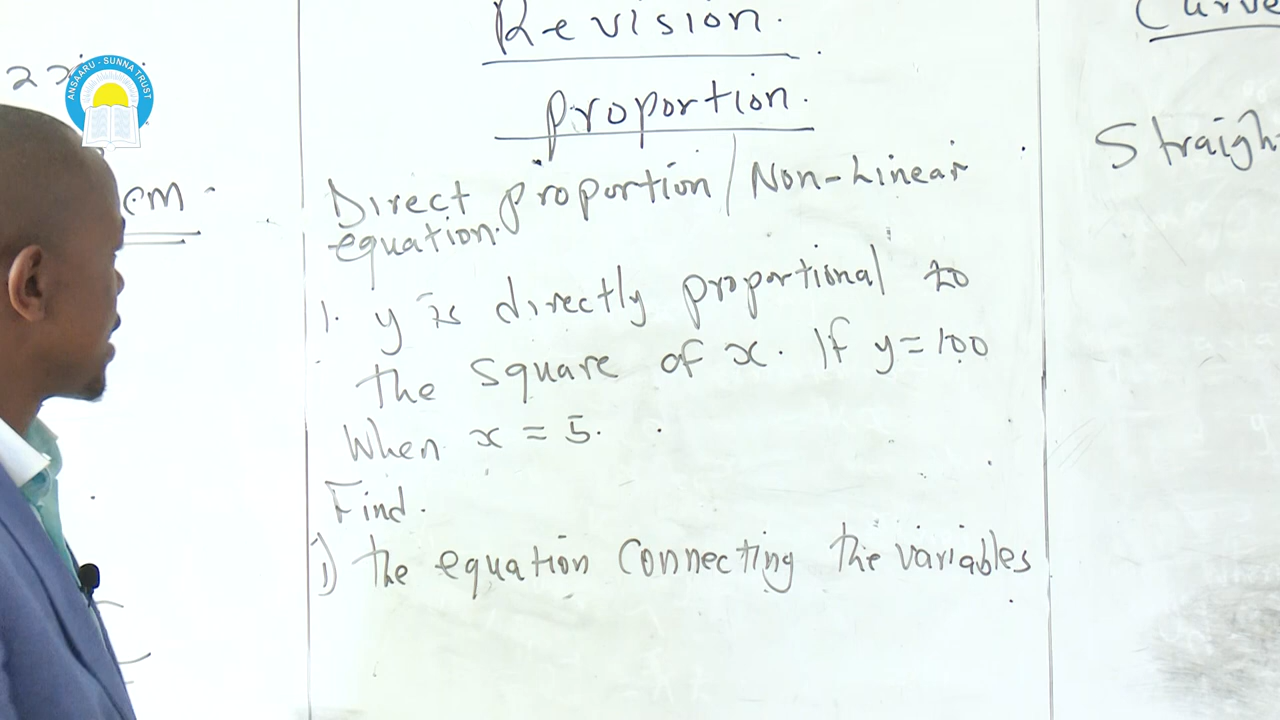 ANSAARU - SUNNA TRUST
em.
Revision.
proportion.
Direct proportion / Non-Linear
equation.
1. y is directly proportional to
the square of x. If y = 100
When x = 5.
Find.
i) the equation connecting the variables
Curve
Straigh